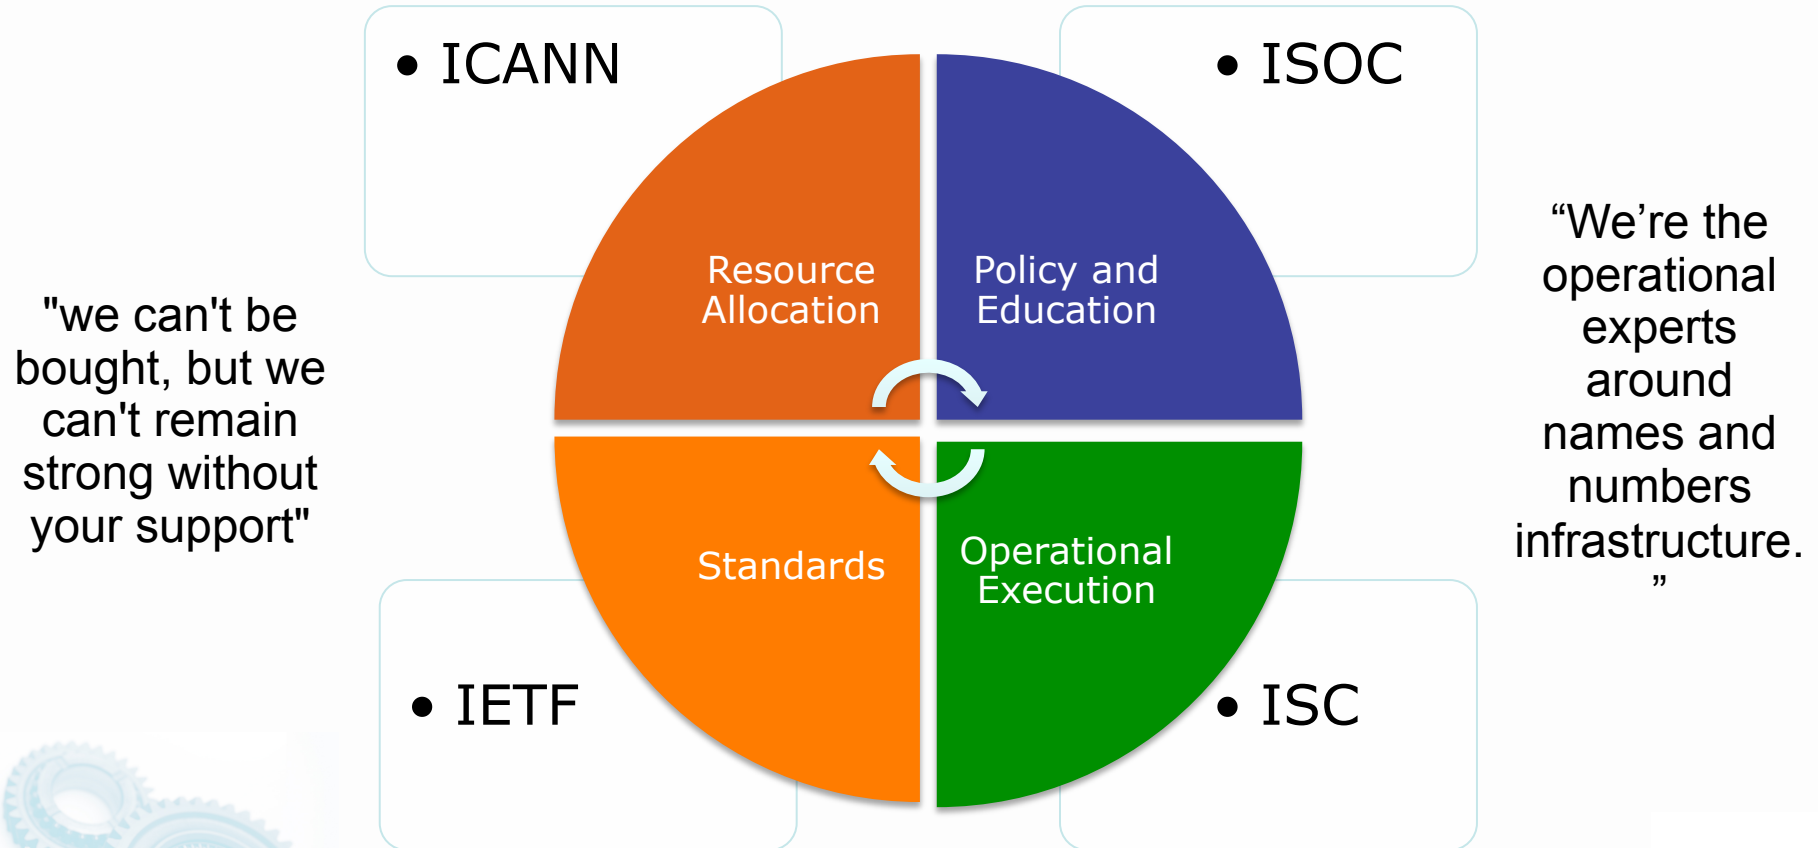 • ICANN
• ISOC
Resource
Allocation
Policy and
Education
"we can't be
bought, but we
can't remain
strong without
your support"
“We’re the
operational
experts
around
names and
numbers
infrastructure.
”
Standards
Operational
Execution
• IETF
• ISC